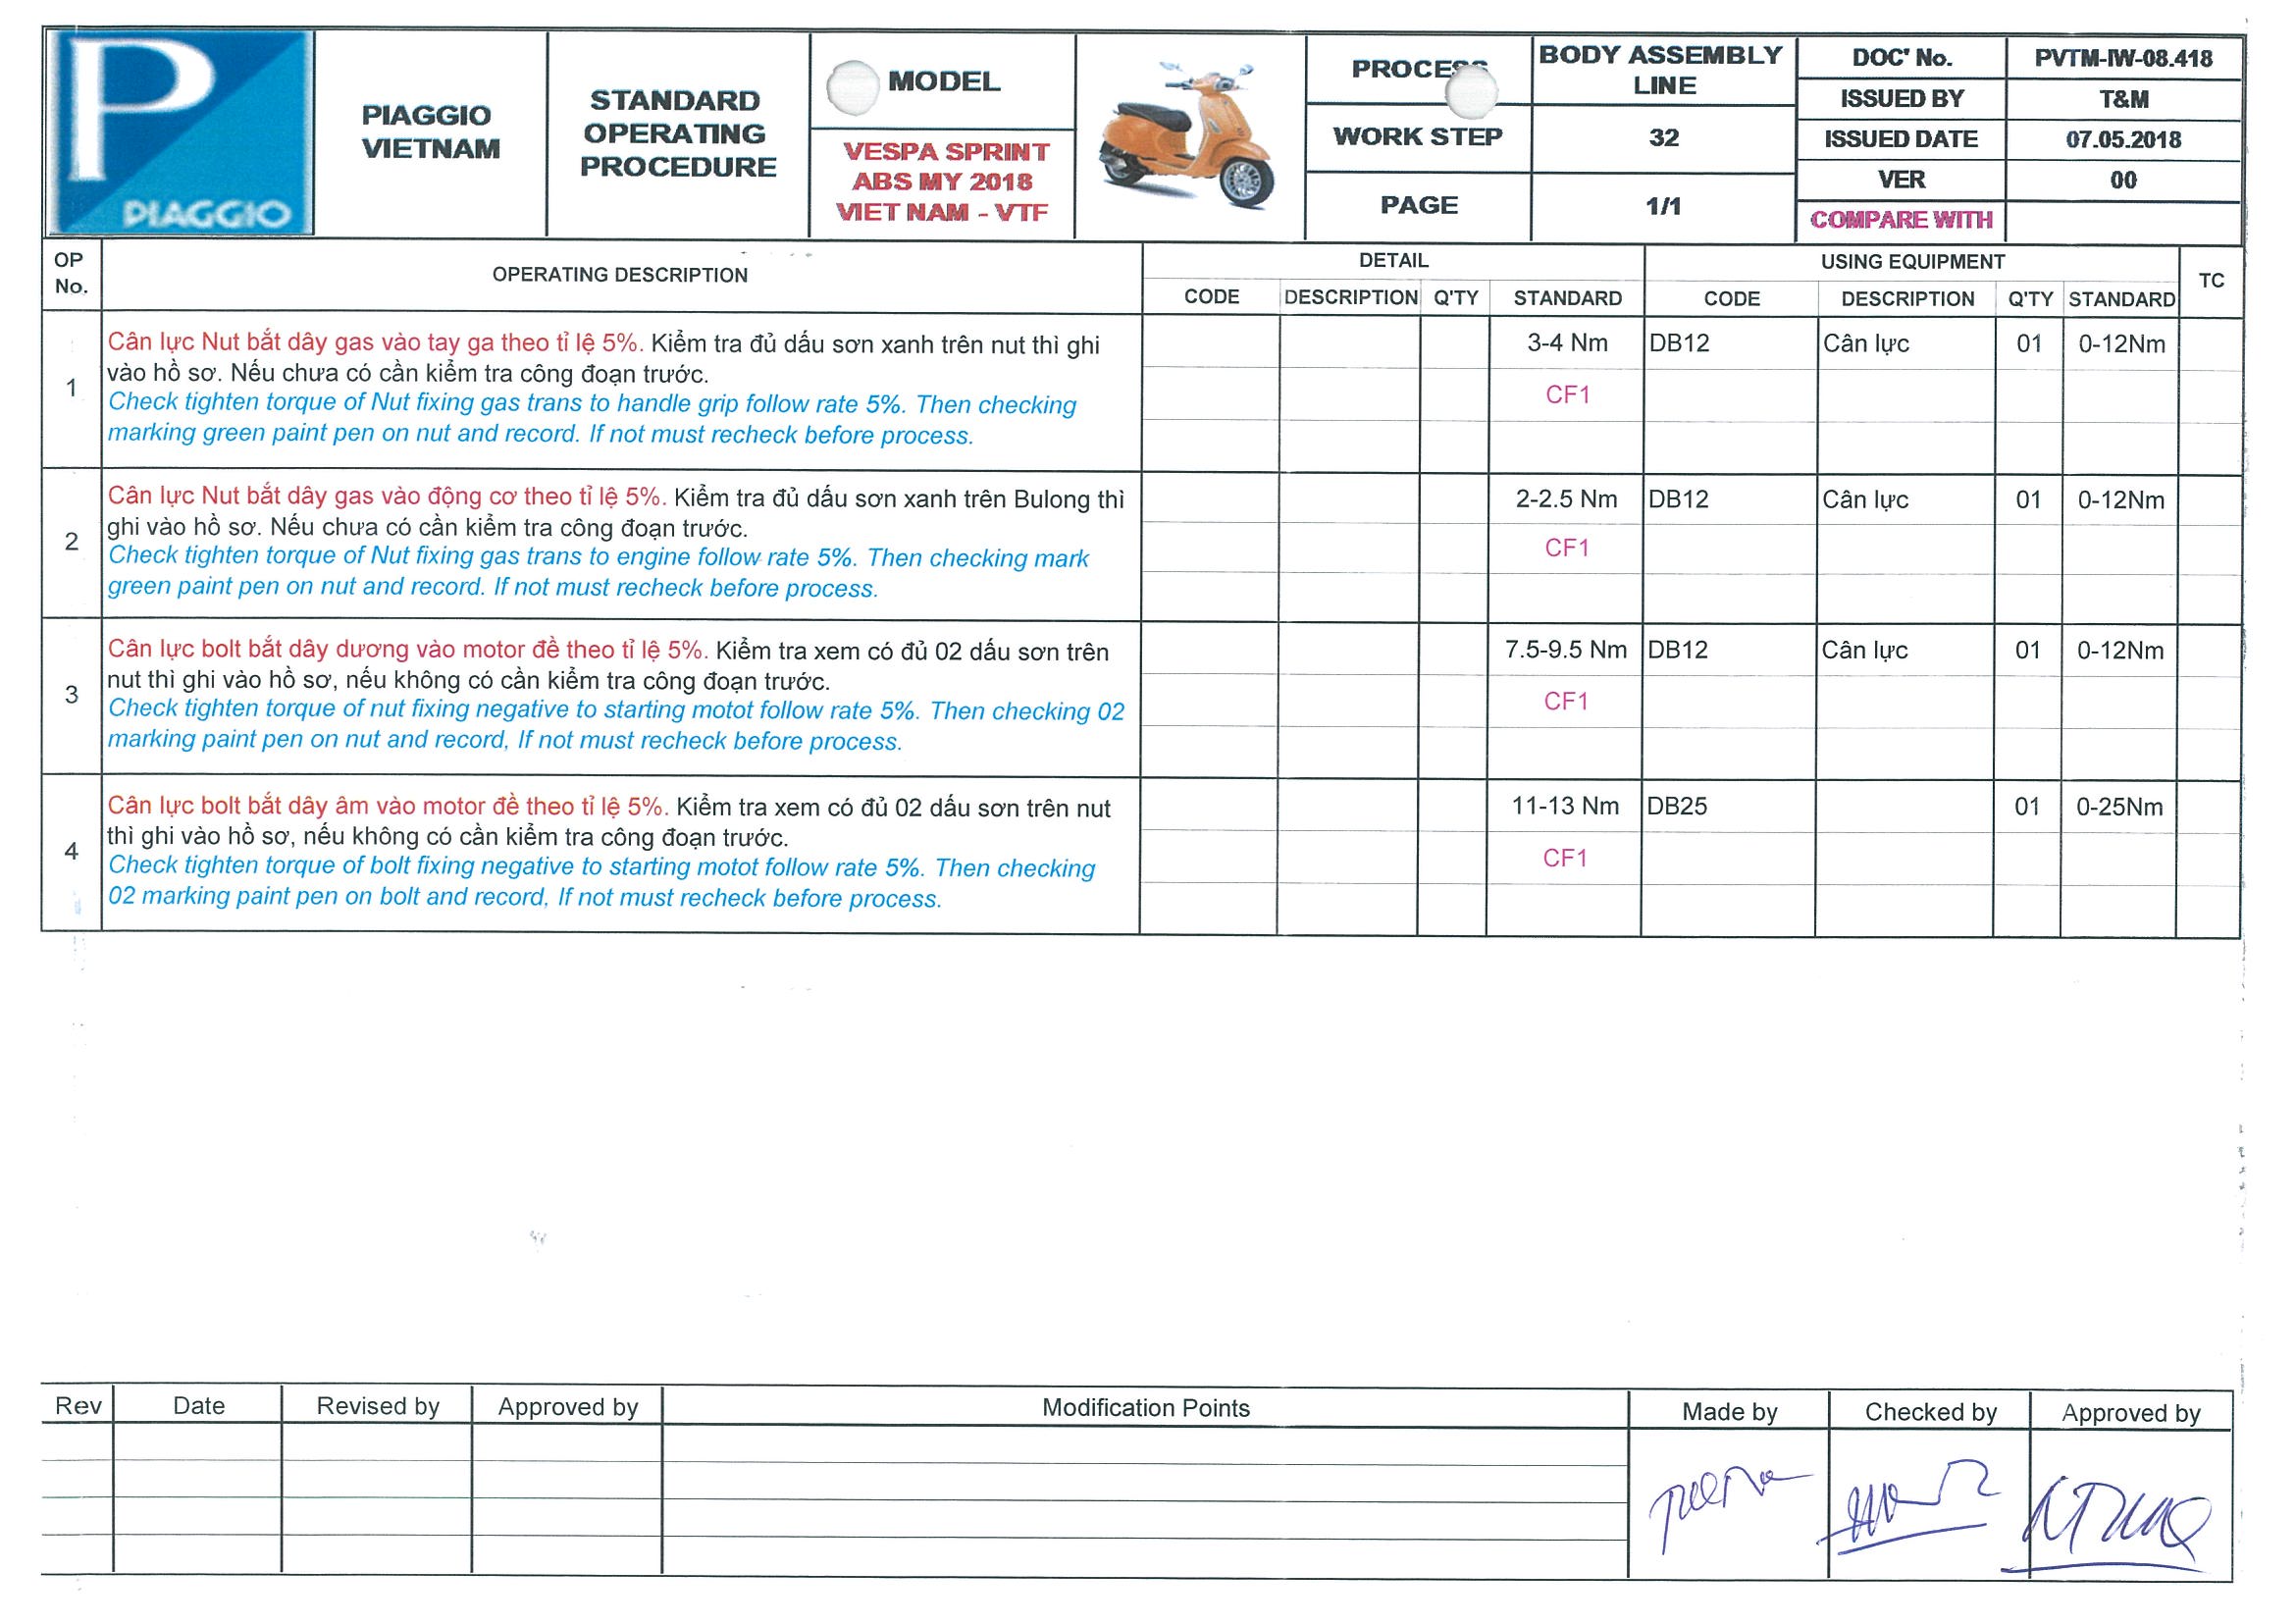 PIAGGIO
PIAGGIO
VIETNAM
STANDARD
OPERATING
PROCEDURE
MODEL
VESPA SPRINT
ABS MY 2018
VIET NAM - VTF
PROCESS
BODY ASSEMBLY
LINE
WORK STEP
32
PAGE
1/1
DOC' No.
PVTM-IW-08.418
ISSUED BY
T&M
ISSUED DATE
07.05.2018
VER
00
COMPARE WITH
OP
No.
OPERATING DESCRIPTION
DETAIL
USING EQUIPMENT
TC
CODE
DESCRIPTION
Q'TY
STANDARD
CODE
DESCRIPTION
Q'TY
STANDARD
1
Cân lực Nut bắt dây gas vào tay ga theo tỉ lệ 5%. Kiểm tra đủ dấu sơn xanh trên nut thì ghi
vào hồ sơ. Nếu chưa có cần kiểm tra công đoạn trước.
Check tighten torque of Nut fixing gas trans to handle grip follow rate 5%. Then checking
marking green paint pen on nut and record. If not must recheck before process.
3-4 Nm
CF1
DB12
Cân lực
01
0-12Nm
2
Cân lực Nut bắt dây gas vào động cơ theo tỉ lệ 5%. Kiểm tra đủ dấu sơn xanh trên Bulong thì
ghi vào hồ sơ. Nếu chưa có cần kiểm tra công đoạn trước.
Check tighten torque of Nut fixing gas trans to engine follow rate 5%. Then checking mark
green paint pen on nut and record. If not must recheck before process.
2-2.5 Nm
CF1
DB12
Cân lực
01
0-12Nm
3
Cân lực bolt bắt dây dương vào motor đề theo tỉ lệ 5%. Kiểm tra xem có đủ 02 dấu sơn trên
nut thì ghi vào hồ sơ, nếu không có cần kiểm tra công đoạn trước.
Check tighten torque of nut fixing negative to starting motot follow rate 5%. Then checking 02
marking paint pen on nut and record, If not must recheck before process.
7.5-9.5 Nm
CF1
DB12
Cân lực
01
0-12Nm
4
Cân lực bolt bắt dây âm vào motor đề theo tỉ lệ 5%. Kiểm tra xem có đủ 02 dấu sơn trên nut
thì ghi vào hồ sơ, nếu không có cần kiểm tra công đoạn trước.
Check tighten torque of bolt fixing negative to starting motot follow rate 5%. Then checking
02 marking paint pen on bolt and record, If not must recheck before process.
11-13 Nm
CF1
DB25
01
0-25Nm
Rev
Date
Revised by
Approved by
Modification Points
Made by
Checked by
Approved by